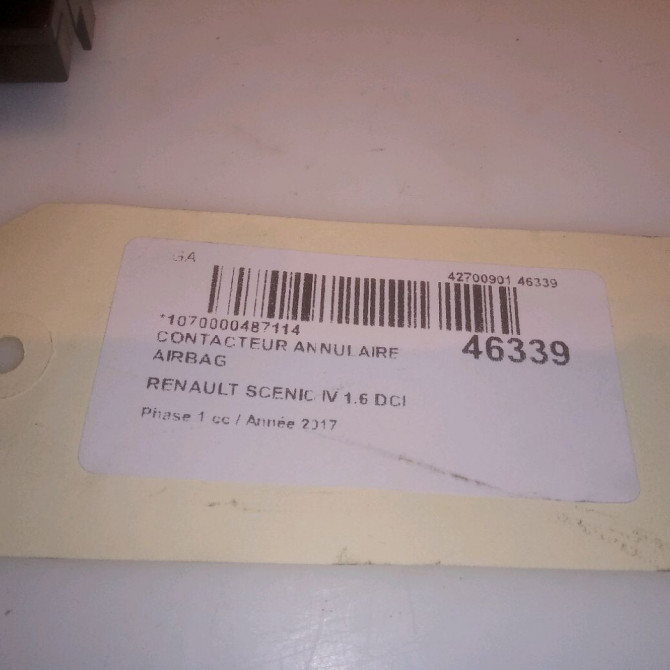 GA
42700901 46339
*1070000487114
46339
CONTACTEUR ANNULAIRE
AIRBAG
RENAULT SCENIC IV 1.6 DCI
Phase 1 cc / Année 2017